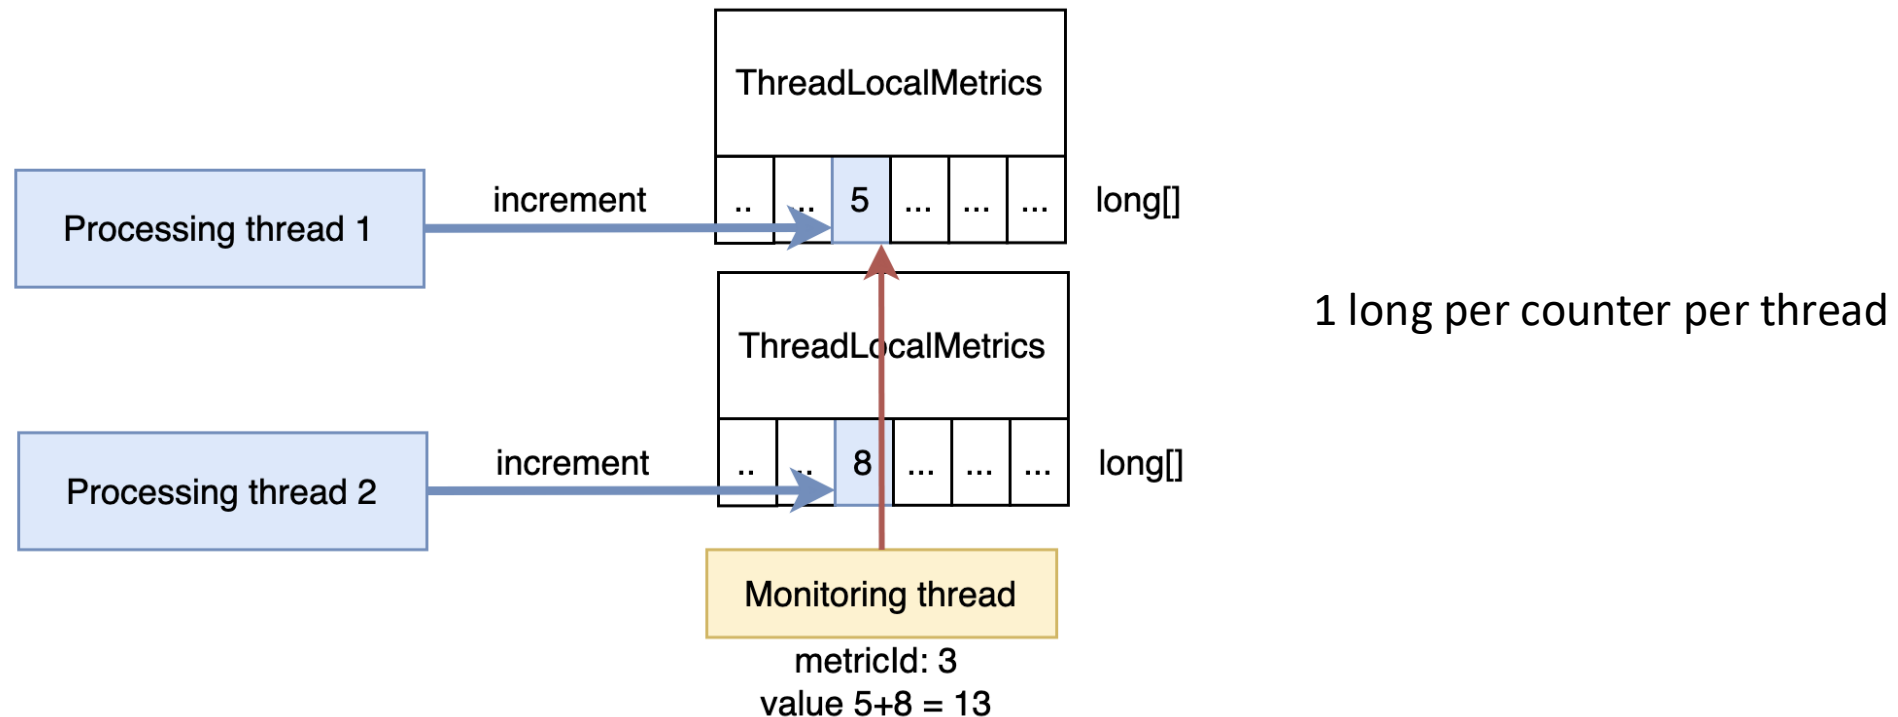 ThreadLocalMetrics
Processing thread 1
increment
.. .. 5 ... ... ...
long[]
1 long per counter per thread
ThreadLocalMetrics
Processing thread 2
increment
.. .. 8 ... ... ...
long[]
Monitoring thread
metricId: 3
value 5+8 = 13